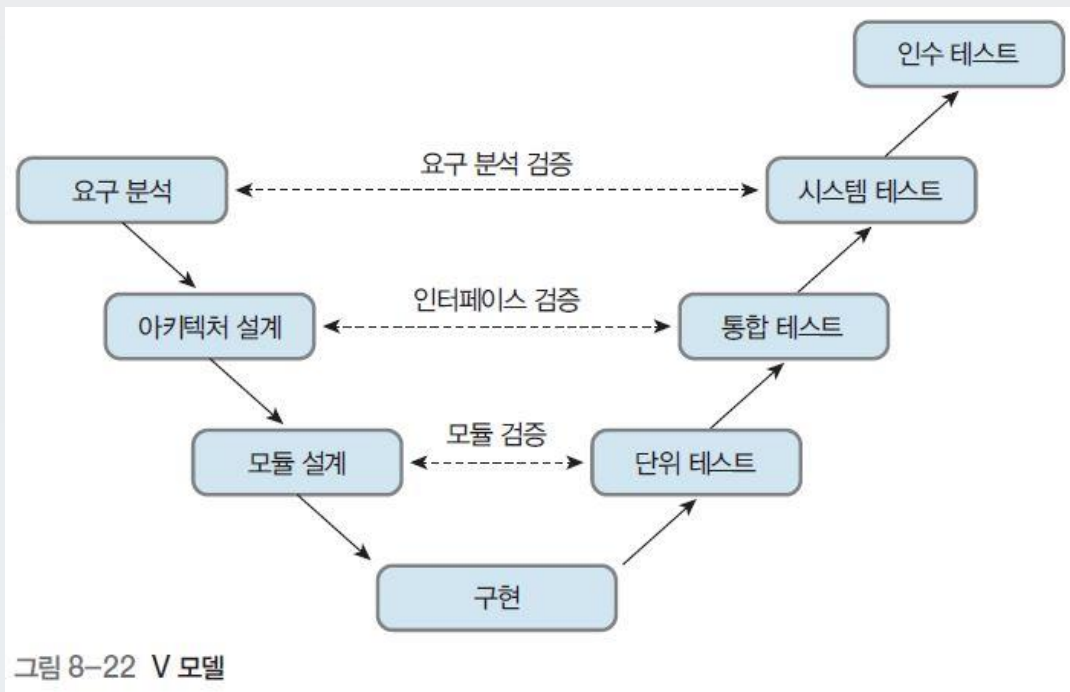 인수 테스트
요구 분석 검증
요구 분석
시스템 테스트
인터페이스 검증
아키텍처 설계
통합 테스트
모듈 검증
모듈 설계
단위 테스트
구현
그림 8-22 V 모델